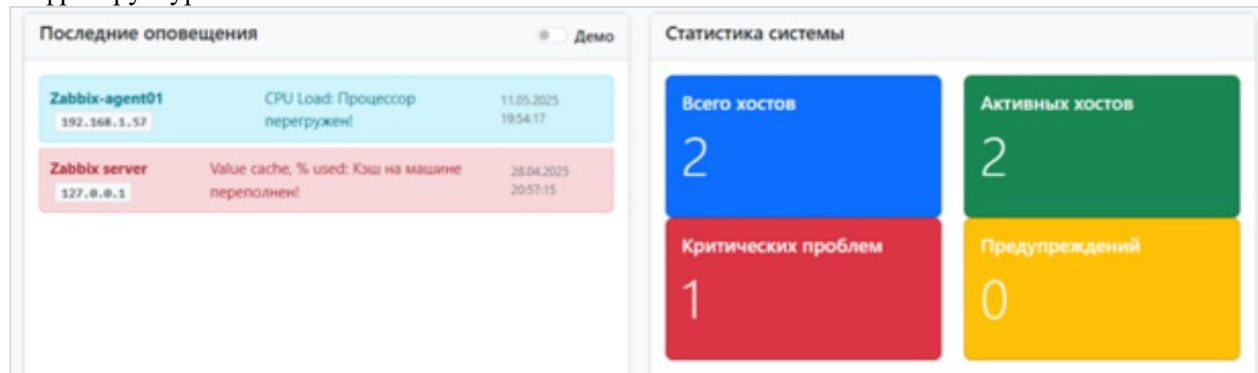 Последние оповещения
Демо
Zabbix-agent01
192.168.1.57
CPU Load: Процессор
перегружен!
11.05.2025
19:54:17
Zabbix server
127.0.0.1
Value cache, % used: Кэш на машине
переполнен!
28.04.2025
20:57:15
Статистика системы
Всего хостов
2
Активных хостов
2
Критических проблем
1
Предупреждений
0